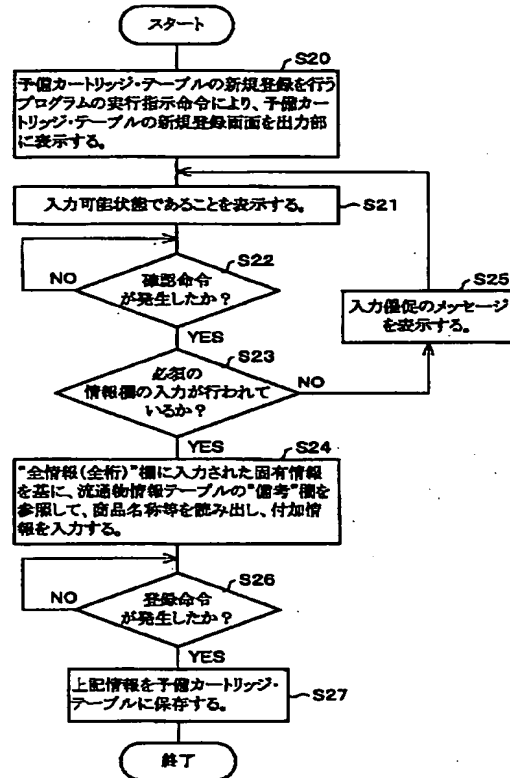 スタート
S20
予備カートリッジ・テーブルの新規登録を行う
プログラムの実行指示命令により、予備カー
トリッジ・テーブルの新規登録画面を出力部
に表示する。
入力可能状態であることを表示する。
S21
S22
確認命令
が発生したか？
NO
YES
S25
入力催促のメッセージ
を表示する。
S23
必須の
情報欄の入力が行われて
いるか？
NO
YES
S24
"全情報(全桁)"欄に入力された固有情報
を基に、流通物情報テーブルの"備考"欄を
参照して、商品名称等を読み出し、付加情
報を入力する。
S26
登録命令
が発生したか？
NO
YES
上記情報を予備カートリッジ・
テーブルに保存する。
S27
終了